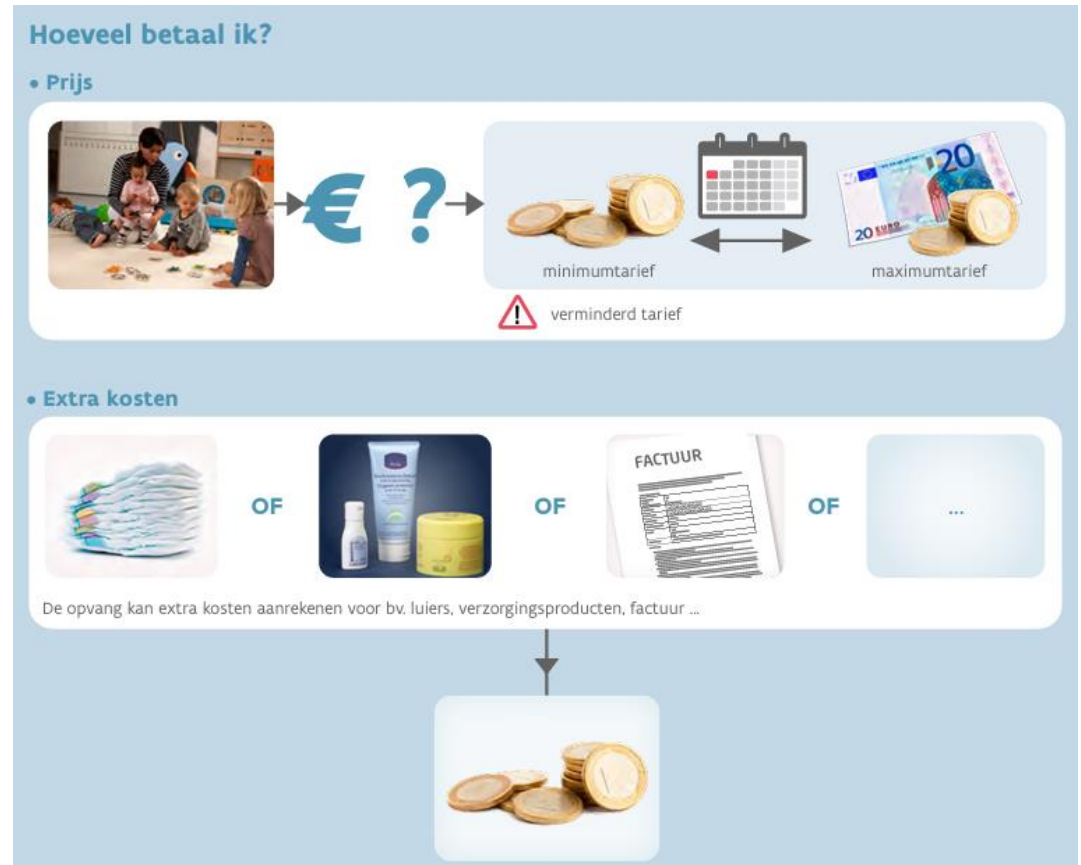 Hoeveel betaal ik?
• Prijs
€ ?
20
20 EURO
minimumtarief
maximumtarief
! verminderd tarief
• Extra kosten
OF
OF
FACTUUR
OF
...
De opvang kan extra kosten aanrekenen voor bv. luiers, verzorgingsproducten, factuur ...